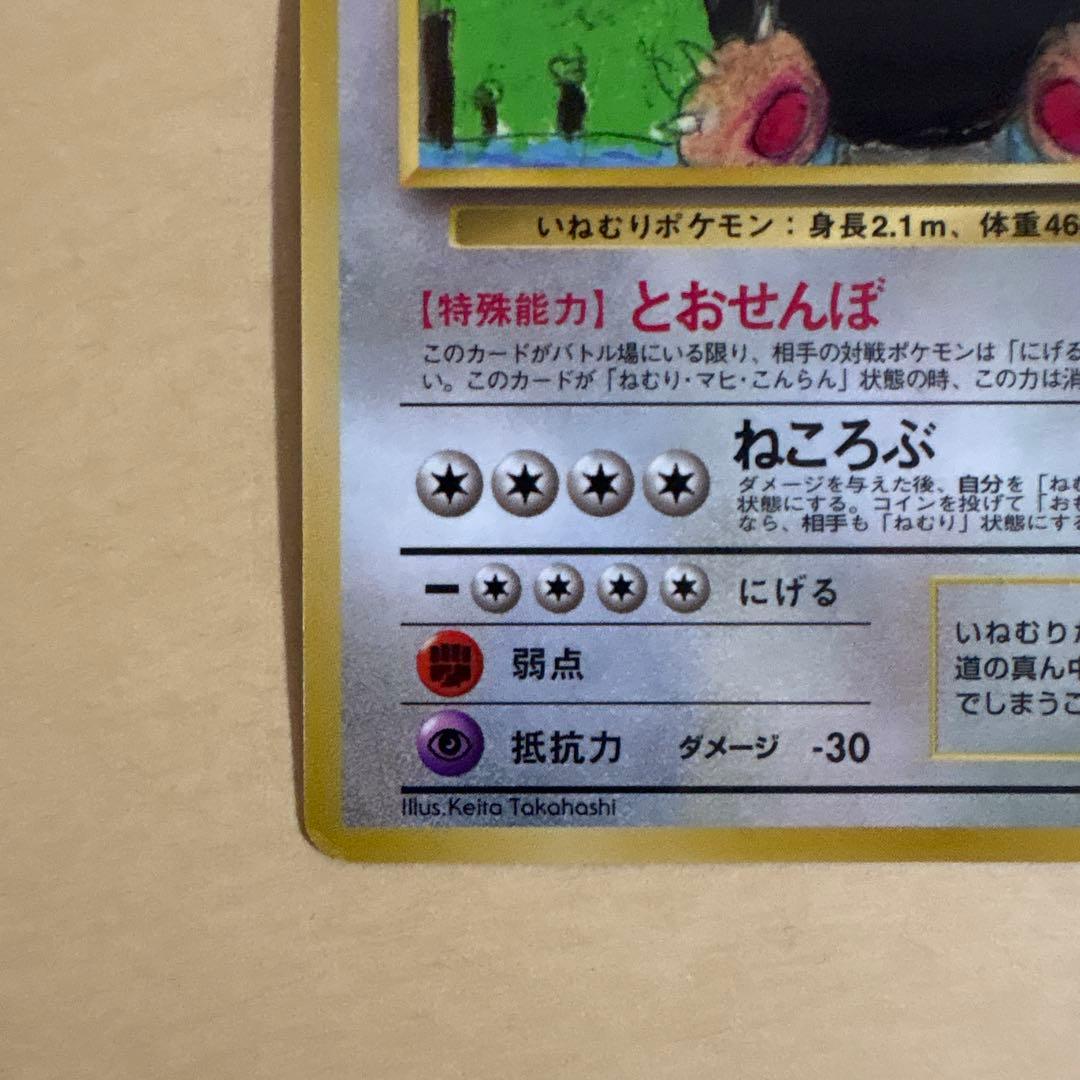 いねむりポケモン：身長2.1m、体重46
【特殊能力】とおせんぼ
このカードがバトル場にいる限り、相手の対戦ポケモンは「にげる
い。このカードが「ねむり・マヒ・こんらん」状態の時、この力は消
ねころぶ
ダメージを与えた後、自分を「ねむ
状態にする。コインを投げて「おも
なら、相手も「ねむり」状態にする
にげる
弱点
抵抗力 ダメージ -30
いねむりが
道の真ん中
でしまうこ
Illus.Keita Takahashi